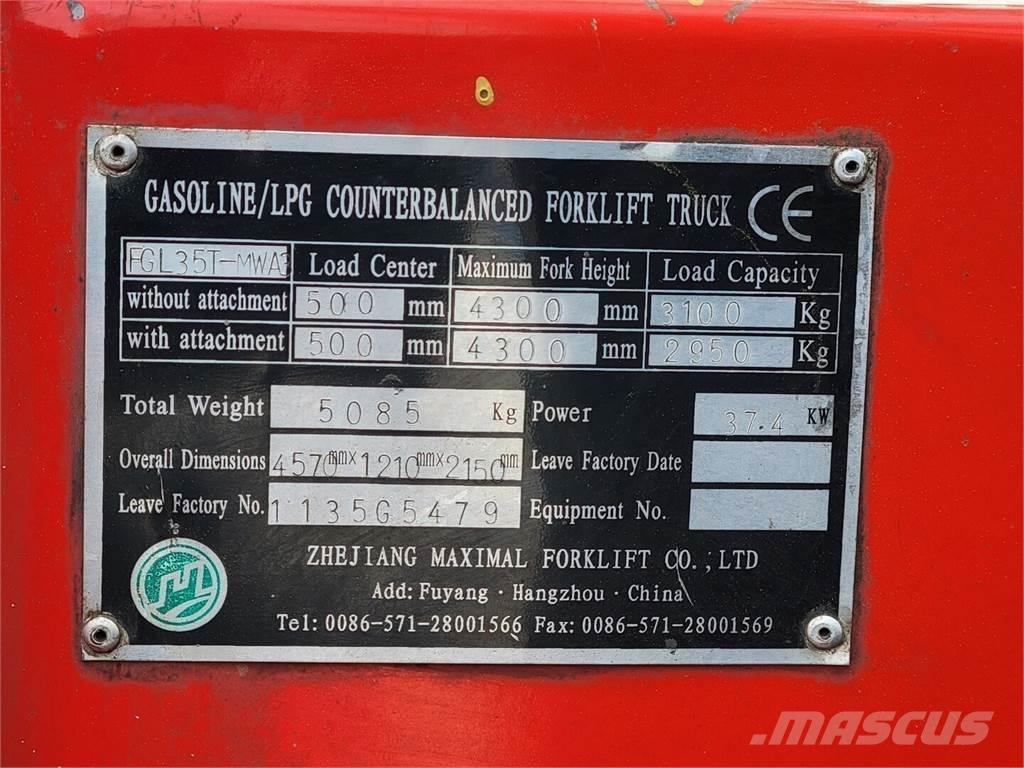 GASOLINE/LPG COUNTERBALANCED FORKLIFT TRUCK CE
FGL35T-MWA3 Load Center Maximum Fork Height Load Capacity
without attachment 500 mm 4300 mm 3100 Kg
with attachment 500 mm 4300 mm 2950 Kg
Total Weight 5085 Kg Power 37.4 KW
Overall Dimensions 4570mm×1210mm×2150mm Leave Factory Date
Leave Factory No. 1135G5479 Equipment No.
ZHEJIANG MAXIMAL FORKLIFT CO.,LTD
Add: Fuyang · Hangzhou · China
Tel: 0086-571-28001566 Fax: 0086-571-28001569
MASCUS